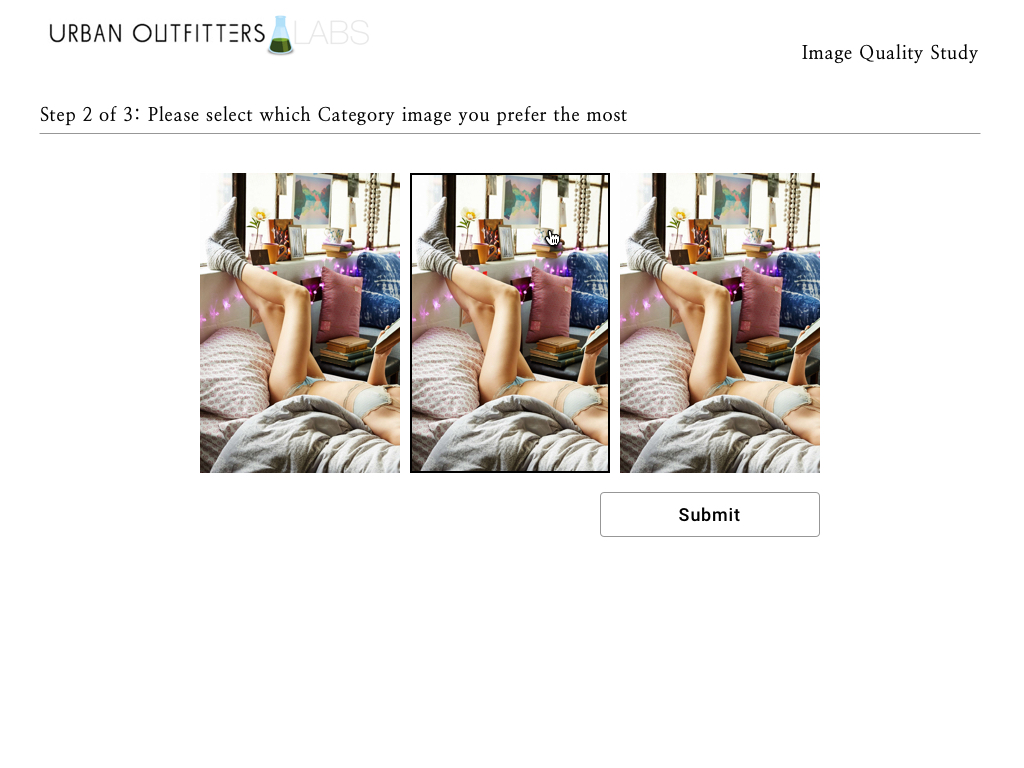 URBAN OUTFITTERS LABS
Image Quality Study
Step 2 of 3: Please select which Category image you prefer the most
Submit